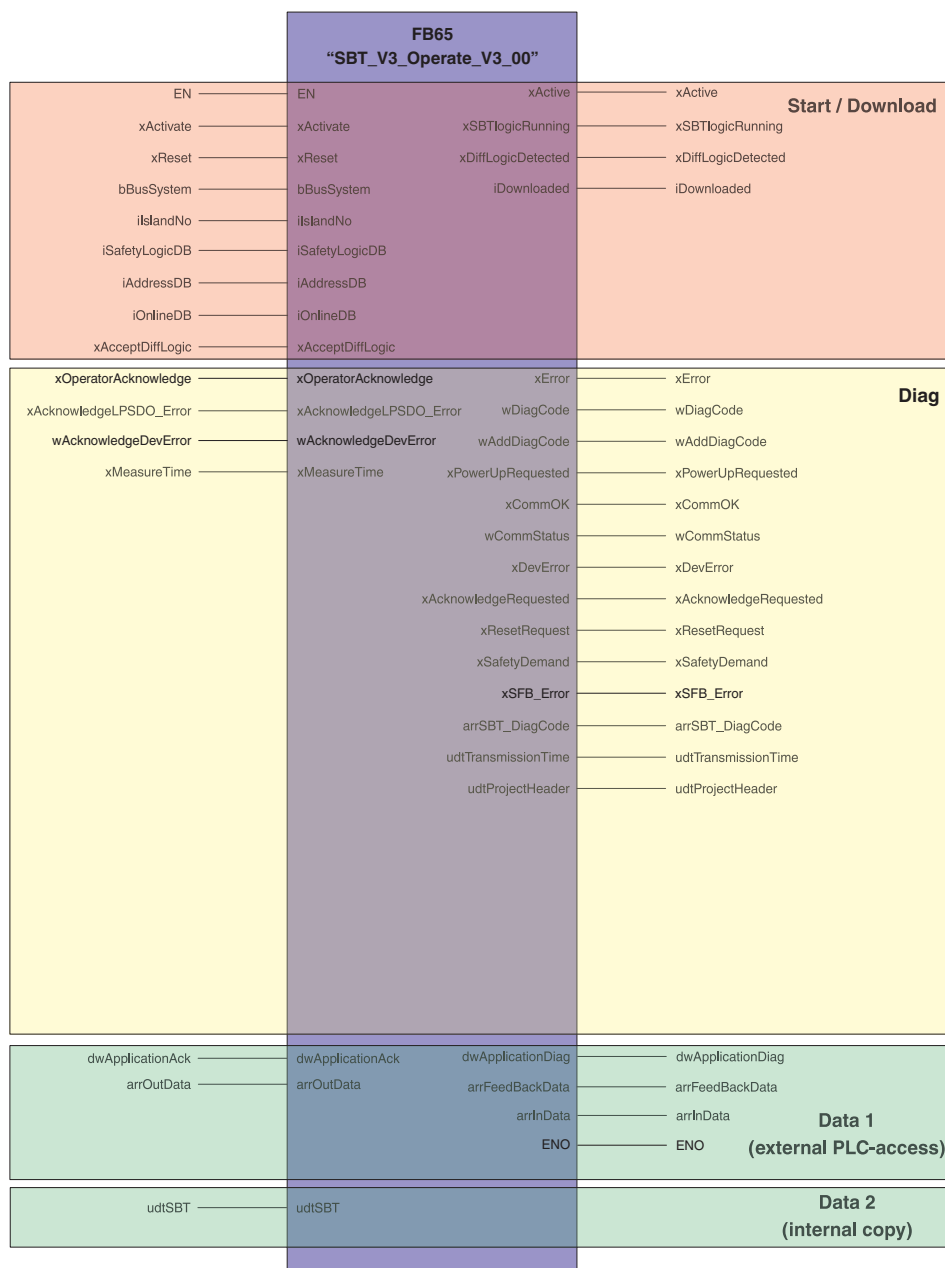 FB65
“SBT_V3_Operate_V3_00”
EN EN xActive xActive
Start / Download
xActivate xActivate xSBTlogicRunning xSBTlogicRunning
xReset xReset xDiffLogicDetected xDiffLogicDetected
bBusSystem bBusSystem iDownloaded iDownloaded
iIslandNo iIslandNo
iSafetyLogicDB iSafetyLogicDB
iAddressDB iAddressDB
iOnlineDB iOnlineDB
xAcceptDiffLogic xAcceptDiffLogic
xOperatorAcknowledge xOperatorAcknowledge xError xError
Diag
xAcknowledgeLPSDO_Error xAcknowledgeLPSDO_Error wDiagCode wDiagCode
wAcknowledgeDevError wAcknowledgeDevError wAddDiagCode wAddDiagCode
xMeasureTime xMeasureTime xPowerUpRequested xPowerUpRequested
xCommOK xCommOK
wCommStatus wCommStatus
xDevError xDevError
xAcknowledgeRequested xAcknowledgeRequested
xResetRequest xResetRequest
xSafetyDemand xSafetyDemand
xSFB_Error xSFB_Error
arrSBT_DiagCode arrSBT_DiagCode
udtTransmissionTime udtTransmissionTime
udtProjectHeader udtProjectHeader
dwApplicationAck dwApplicationAck dwApplicationDiag dwApplicationDiag
arrOutData arrOutData arrFeedBackData arrFeedBackData
arrInData arrInData
Data 1
ENO ENO
(external PLC-access)
udtSBT udtSBT
Data 2
(internal copy)